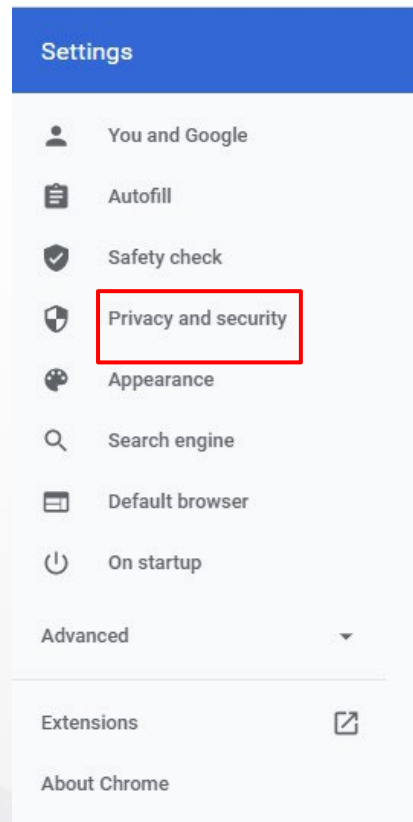 Settings
You and Google
Autofill
Safety check
Privacy and security
Appearance
Search engine
Default browser
On startup
Advanced
Extensions
About Chrome